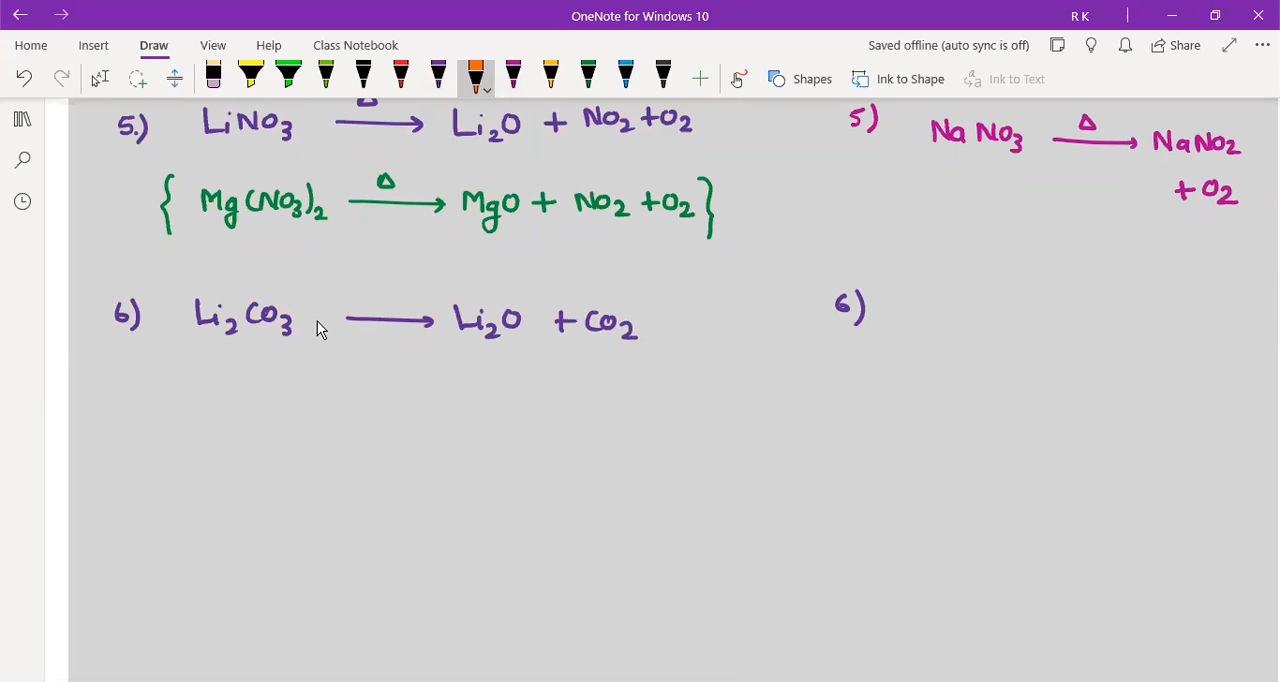 OneNote for Windows 10
R K
Home Insert Draw View Help Class Notebook
Saved offline (auto sync is off) Share
Shapes Ink to Shape Ink to Text
5.) LiNO3 Δ → Li2O + NO2 + O2
5) NaNO3 Δ → NaNO2
+ O2
{ Mg(NO3)2 Δ → MgO + NO2 + O2 }
6) Li2CO3 → Li2O + CO2
6)